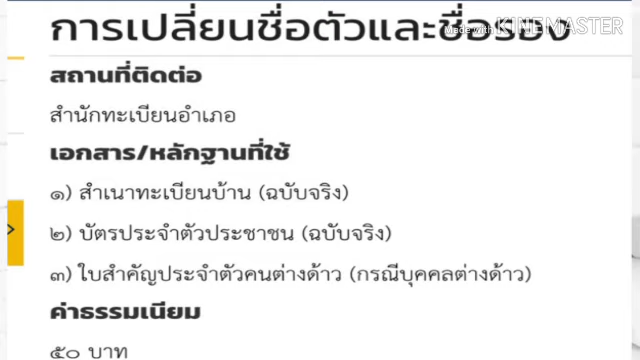 การเปลี่ยนชื่อตัวและชื่อรอง
Made with KINEMASTER
สถานที่ติดต่อ
สำนักทะเบียนอำเภอ
เอกสาร/หลักฐานที่ใช้
๑) สำเนาทะเบียนบ้าน (ฉบับจริง)
๒) บัตรประจำตัวประชาชน (ฉบับจริง)
๓) ใบสำคัญประจำตัวคนต่างด้าว (กรณีบุคคลต่างด้าว)
ค่าธรรมเนียม
๕๐ บาท